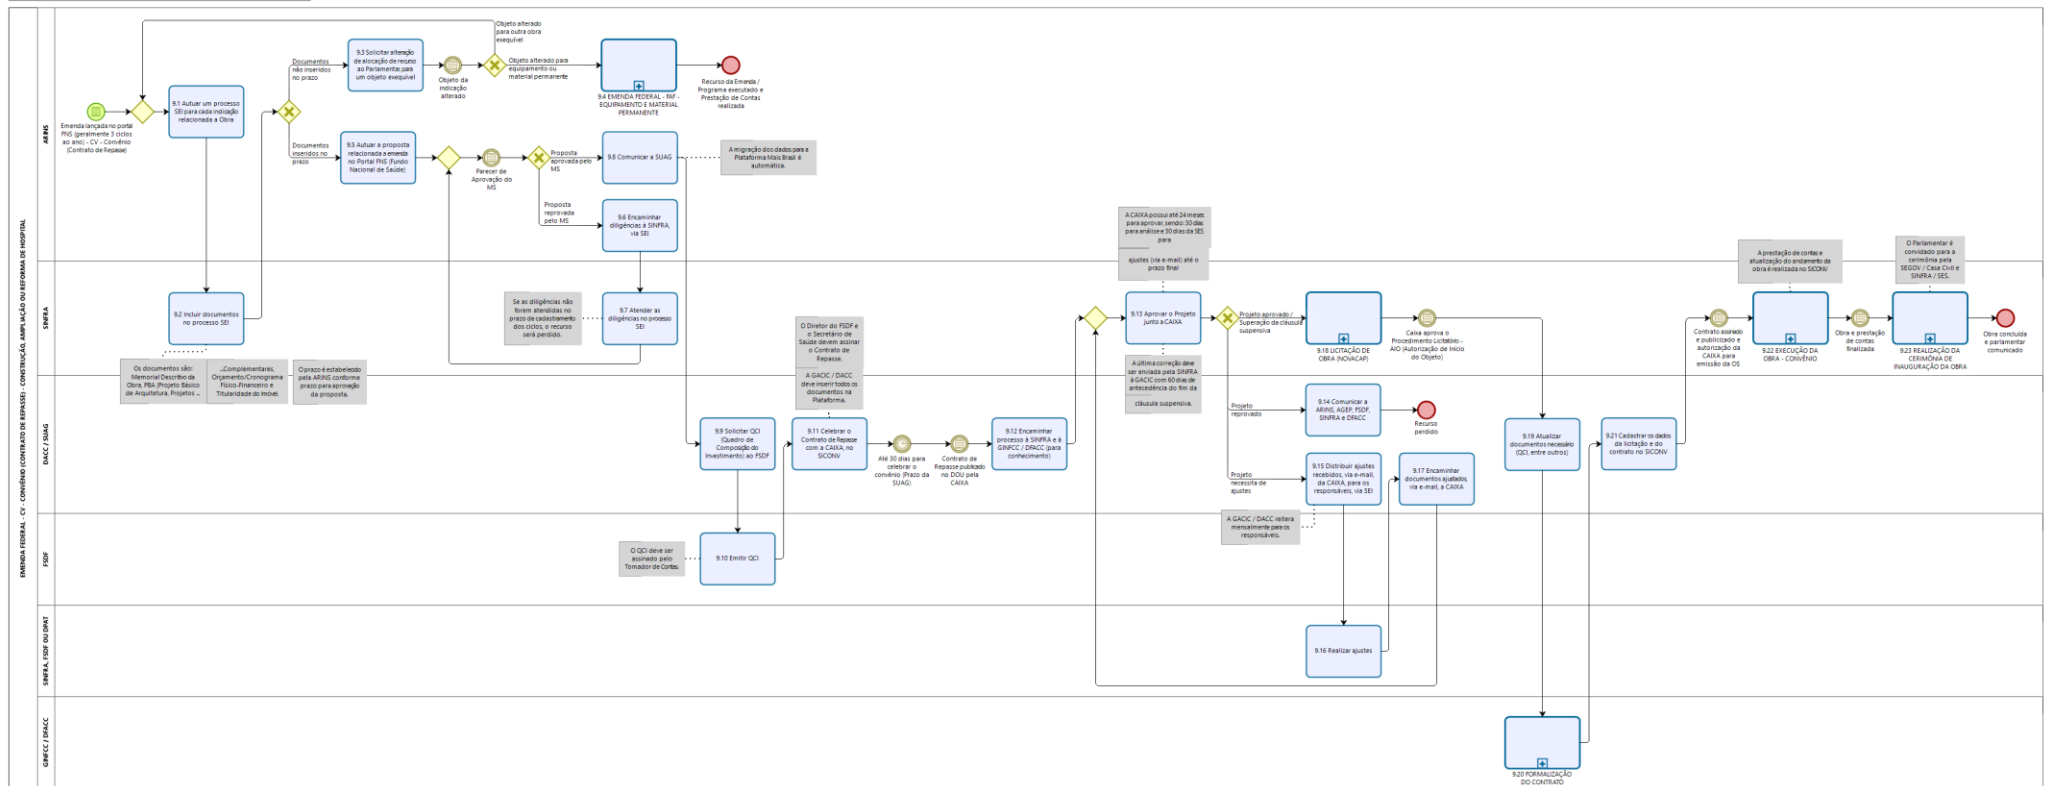 EMENDA FEDERAL - CV - CONVÊNIO (CONTRATO DE REPASSE) - CONSTRUÇÃO, AMPLIAÇÃO OU REFORMA DE HOSPITAL
ARINS
Emenda lançada no portal
FNS (geralmente 3 ciclos
ao ano) - CV - Convênio
(Contrato de Repasse)
9.1 Autuar um processo
SEI para cada indicação
relacionada a Obra
Documentos
não inseridos
no prazo
Documentos
inseridos no
prazo
9.3 Solicitar alteração
de alocação de recurso
ao Parlamentar, para
um objeto exequível
Objeto da
indicação
alterado
Objeto alterado
para outra obra
exequível
Objeto alterado para
equipamento ou
material permanente
9.4 EMENDA FEDERAL - PAF -
EQUIPAMENTO E MATERIAL
PERMANENTE
Recurso da Emenda /
Programa executado e
Prestação de Contas
realizada
9.5 Autuar a proposta
relacionada a emenda
no Portal FNS (Fundo
Nacional de Saúde)
Parecer de
Aprovação do
MS
Proposta
aprovada pelo
MS
Proposta
reprovada
pelo MS
9.8 Comunicar a SUAG
A migração dos dados para a
Plataforma Mais Brasil é
automática.
9.6 Encaminhar
diligências à SINFRA,
via SEI
SINFRA
9.2 Incluir documentos
no processo SEI
Os documentos são:
Memorial Descritivo da
Obra, PBA (Projeto Básico
de Arquitetura, Projetos ...
...Complementares,
Orçamento/Cronograma
Físico-Financeiro e
Titularidade do Imóvel.
O prazo é estabelecido
pela ARINS conforme
prazo para aprovação
da proposta.
Se as diligências não
forem atendidas no
prazo de cadastramento
dos ciclos, o recurso
será perdido.
9.7 Atender as
diligências no processo
SEI
A CAIXA possui até 24 meses
para aprovar, sendo: 30 dias
para análise e 30 dias da SES
para
ajustes (via e-mail) até o
prazo final
9.13 Aprovar o Projeto
junto a CAIXA
A última correção deve
ser enviada pela SINFRA
à GACIC com 60 dias de
antecedência do fim da
cláusula suspensiva.
Projeto aprovado /
Superação da cláusula
suspensiva
Projeto
reprovado
Projeto
necessita de
ajustes
9.18 LICITAÇÃO DE
OBRA (NOVACAP)
Caixa aprova o
Procedimento Licitatório -
AIO (Autorização de Início
do Objeto)
Contrato assinado
e publicizado e
autorização da
CAIXA para
emissão da OS
A prestação de contas e
atualização do andamento da
obra é realizada no SICONV
9.22 EXECUÇÃO DA
OBRA - CONVÊNIO
Obra e prestação
de contas
finalizada
O Parlamentar é
convidado para a
cerimônia pela
SEGOV / Casa Civil e
SINFRA / SES.
9.23 REALIZAÇÃO DA
CERIMÔNIA DE
INAUGURAÇÃO DA OBRA
Obra concluída
e parlamentar
comunicado
DACC / SUAG
9.9 Solicitar QCI
(Quadro de
Composição do
Investimento) ao FSDF
O Diretor do FSDF e
o Secretário de
Saúde devem assinar
o Contrato de
Repasse.
A GACIC / DACC
deve inserir todos os
documentos na
Plataforma.
9.11 Celebrar o
Contrato de Repasse
com a CAIXA, no
SICONV
Até 30 dias para
celebrar o
convênio (Prazo da
SUAG)
Contrato de
Repasse publicado
no DOU pela
CAIXA
9.12 Encaminhar
processo à SINFRA e à
GINFCC / DFACC (para
conhecimento)
9.14 Comunicar a
ARINS, AGEP, FSDF,
SINFRA e DFACC
Recurso
perdido
9.15 Distribuir ajustes
recebidos, via e-mail,
da CAIXA, para os
responsáveis, via SEI
9.17 Encaminhar
documentos ajustados,
via e-mail, a CAIXA
9.19 Atualizar
documentos necessário
(QCI, entre outros)
9.21 Cadastrar os dados
da licitação e do
contrato no SICONV
FSDF
O QCI deve ser
assinado pelo
Tomador de Contas.
9.10 Emitir QCI
A GACIC / DACC reitera
mensalmente para os
responsáveis.
SINFRA, FSDF OU DPAT
9.16 Realizar ajustes
GINFCC / DFACC
9.20 FORMALIZAÇÃO
DO CONTRATO